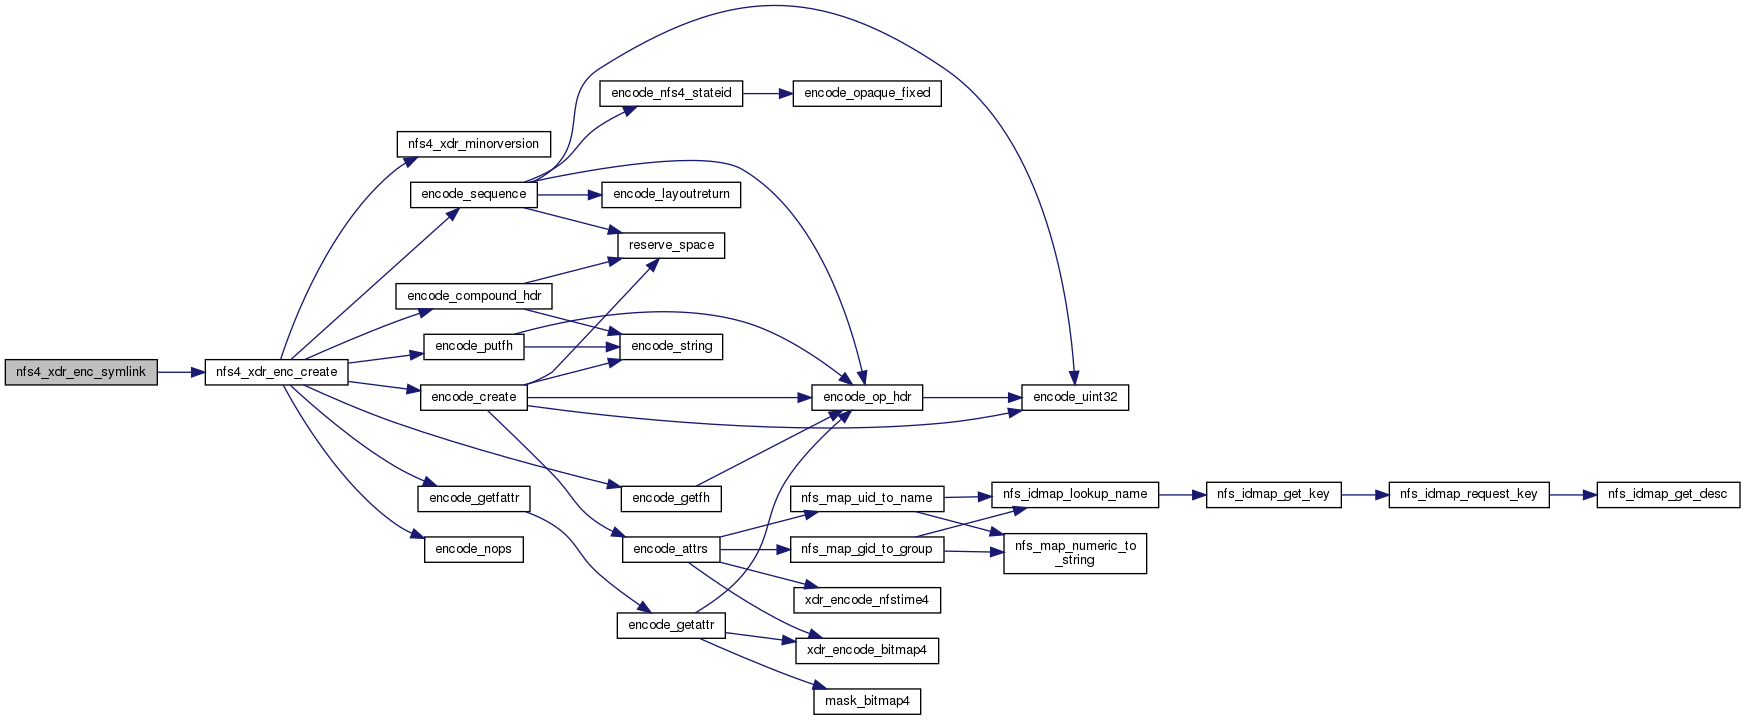 nfs4_xdr_enc_symlink
nfs4_xdr_enc_create
nfs4_xdr_minorversion
encode_sequence
encode_compound_hdr
encode_putfh
encode_create
encode_getfattr
encode_nops
encode_nfs4_stateid
encode_layoutreturn
reserve_space
encode_string
encode_getfh
encode_attrs
encode_getattr
encode_opaque_fixed
encode_op_hdr
nfs_map_uid_to_name
nfs_map_gid_to_group
xdr_encode_nfstime4
xdr_encode_bitmap4
mask_bitmap4
encode_uint32
nfs_idmap_lookup_name
nfs_map_numeric_to
_string
nfs_idmap_get_key
nfs_idmap_request_key
nfs_idmap_get_desc